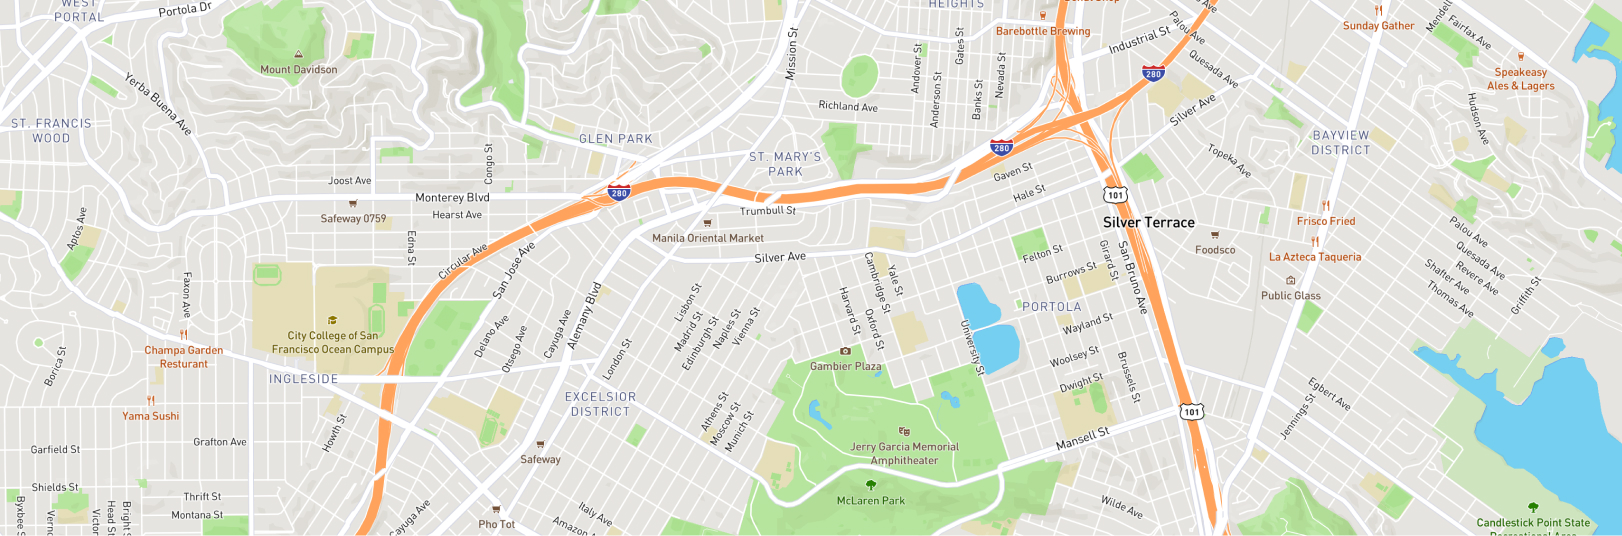 WEST
PORTAL
Portola Dr
HEIGHTS
Donut Shop
Palou Ave
Mendell
Fairfax Ave
Sunday Gather
Barebottle Brewing
Industrial St
Mount Davidson
Mission St
Andover St
Gates St
Anderson St
Banks St
Nevada St
280
Quesada Ave
Speakeasy
Ales & Lagers
Yerba Buena Ave
Richland Ave
Silver Ave
Hudson Ave
ST. FRANCIS
WOOD
GLEN PARK
ST. MARY'S
PARK
280
BAYVIEW
DISTRICT
Topeka Ave
Congo St
Joost Ave
Monterey Blvd
280
Gaven St
Hale St
101
Hearst Ave
Safeway 0759
Trumbull St
Silver Terrace
Frisco Fried
Aptos Ave
Edna St
Circular Ave
San Jose Ave
Manila Oriental Market
Silver Ave
Felton St
Girard St
San Bruno Ave
Foodsco
La Azteca Taqueria
Palou Ave
Quesada Ave
Revere Ave
Shafter Ave
Thomas Ave
Griffith St
Faxon Ave
Cambridge St
Yale St
Burrows St
Public Glass
PORTOLA
Harvard St
Oxford St
University St
Wayland St
Woolsey St
Dwight St
Brussels St
Lisbon St
Madrid St
Edinburgh St
Naples St
Vienna St
Alemany Blvd
Cayuga Ave
Delano Ave
Otsego Ave
London St
City College of San
Francisco Ocean Campus
Champa Garden
Resturant
Borica St
INGLESIDE
Gambier Plaza
EXCELSIOR
DISTRICT
Athens St
Moscow St
Munich St
Yama Sushi
Howth St
101
Egbert Ave
Jennings St
Mansell St
Jerry Garcia Memorial
Amphitheater
Garfield St
Grafton Ave
Safeway
McLaren Park
Shields St
Thrift St
Montana St
Cayuga Ave
Pho Tot
Italy Ave
Amazon
Wilde Ave
Byxbee
Head St
Bright St
Candlestick Point State
Recreational Area